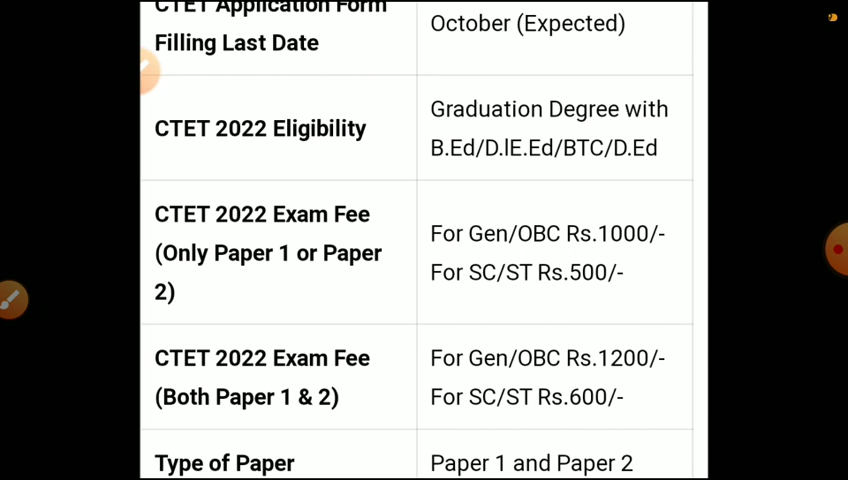 CTET Application Form
Filling Last Date
October (Expected)
CTET 2022 Eligibility
Graduation Degree with
B.Ed/D.lE.Ed/BTC/D.Ed
CTET 2022 Exam Fee
(Only Paper 1 or Paper
2)
For Gen/OBC Rs.1000/-
For SC/ST Rs.500/-
CTET 2022 Exam Fee
(Both Paper 1 & 2)
For Gen/OBC Rs.1200/-
For SC/ST Rs.600/-
Type of Paper
Paper 1 and Paper 2